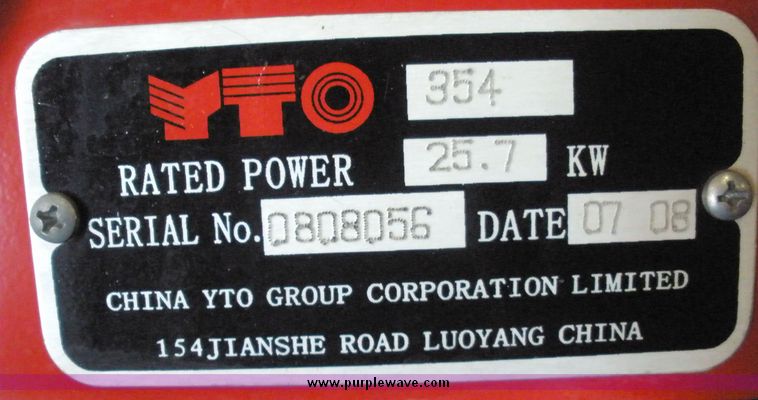 YTO 354
RATED POWER 25.7 KW
SERIAL No. 0808056 DATE 07 08
CHINA YTO GROUP CORPORATION LIMITED
154JIANSHE ROAD LUOYANG CHINA
www.purplewave.com